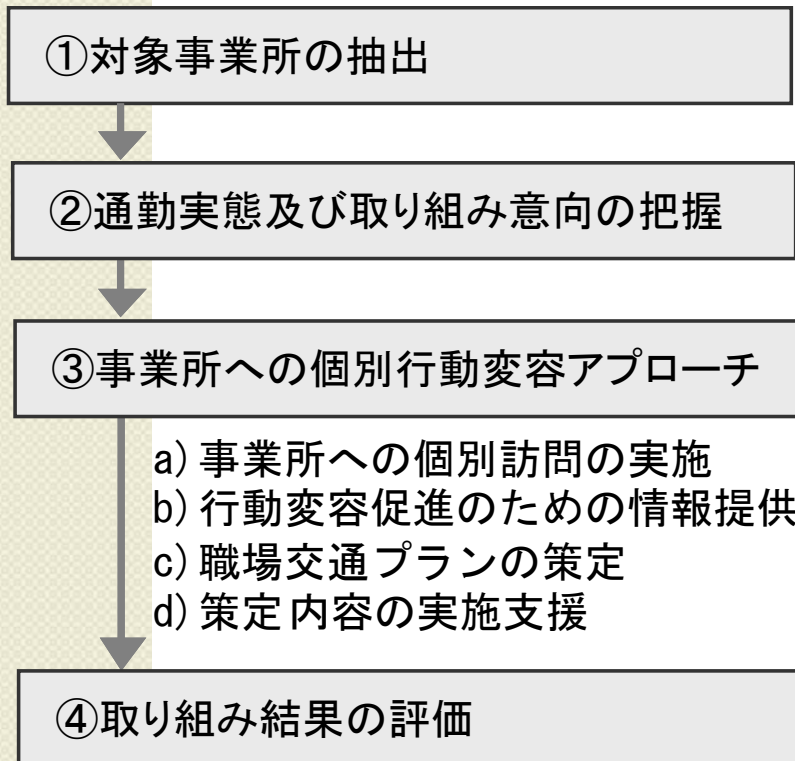 ①対象事業所の抽出
②通勤実態及び取り組み意向の把握
③事業所への個別行動変容アプローチ
a) 事業所への個別訪問の実施
b) 行動変容促進のための情報提供
c) 職場交通プランの策定
d) 策定内容の実施支援
④取り組み結果の評価